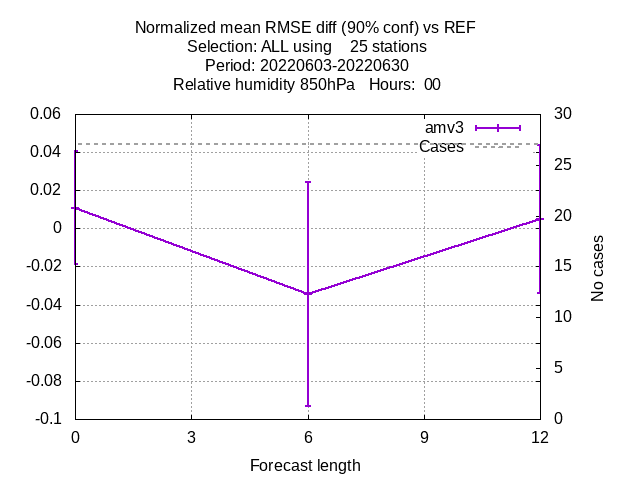 Normalized mean RMSE diff (90% conf) vs REF
Selection: ALL using    25 stations
Period: 20220603-20220630
Relative humidity 850hPa   Hours:  00
0.06
0.04
0.02
0
-0.02
-0.04
-0.06
-0.08
-0.1
amv3
Cases
30
25
20
15
10
5
0
No cases
0 3 6 9 12
Forecast length